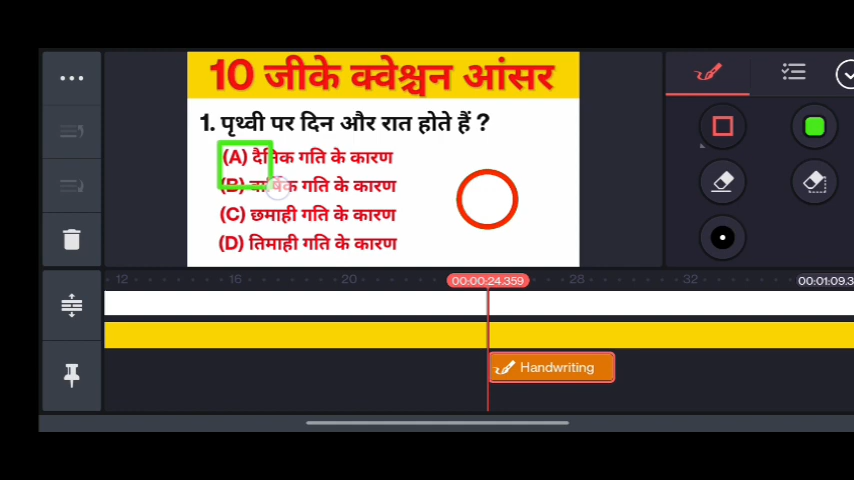 10 जीके क्वेश्चन आंसर
1. पृथ्वी पर दिन और रात होते हैं ?
(A) दैनिक गति के कारण
(B) वार्षिक गति के कारण
(C) छमाही गति के कारण
(D) तिमाही गति के कारण
12 16 20 00:00:24.359 28 32 00:01:09.3
Handwriting